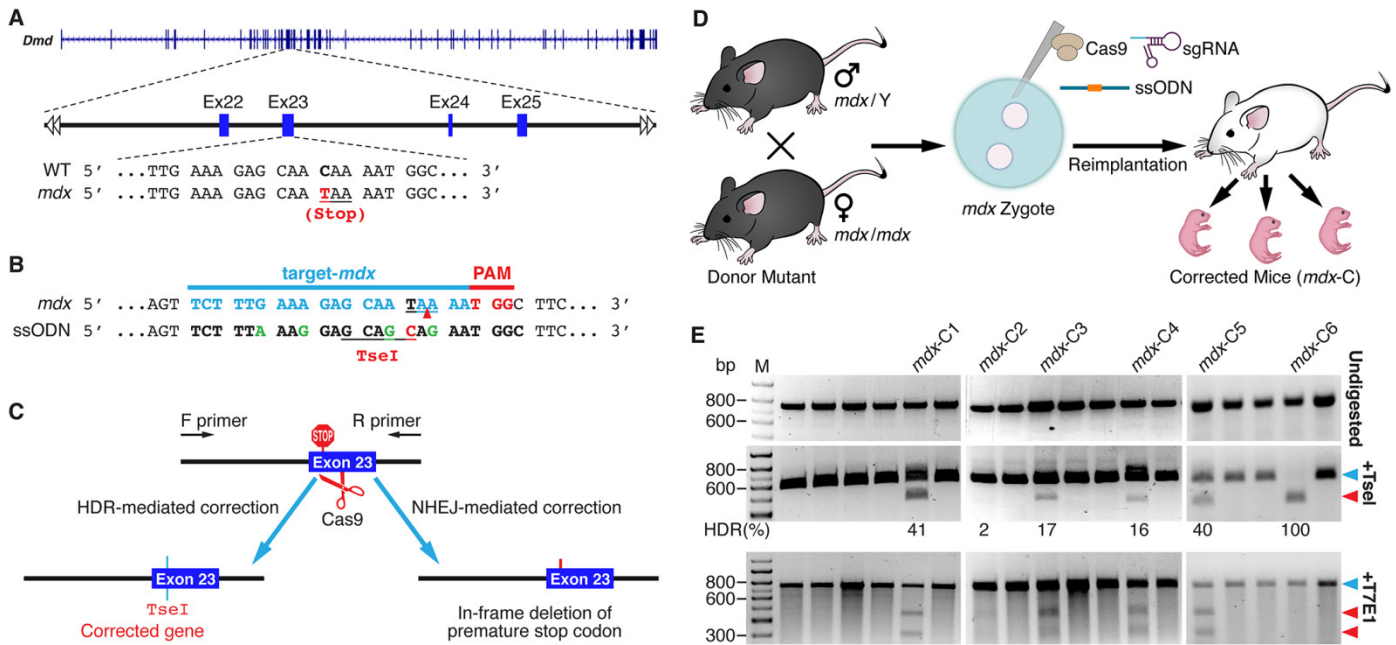 A
Dmd
Ex22 Ex23 Ex24 Ex25
WT 5′ ...TTG AAA GAG CAA CAA AAT GGC... 3′
mdx 5′ ...TTG AAA GAG CAA TAA AAT GGC... 3′
(Stop)
B
target-mdx PAM
mdx 5′ ...AGT TCT TTG AAA GAG CAA TAA AAT GGC TTC... 3′
ssODN 5′ ...AGT TCT TTA AAG GAG CAG CAG AAT GGC TTC... 3′
TseI
C
F primer R primer
STOP
Exon 23
HDR-mediated correction NHEJ-mediated correction
Cas9
Exon 23 Exon 23
TseI
Corrected gene
In-frame deletion of
premature stop codon
D
♂
mdx/Y
♀
mdx/mdx
Donor Mutant
Cas9 sgRNA
ssODN
mdx Zygote
Reimplantation
Corrected Mice (mdx-C)
E
mdx-C1 mdx-C2 mdx-C3 mdx-C4 mdx-C5 mdx-C6
bp M
800
600
Undigested
800
600
+TseI
HDR(%) 41 2 17 16 40 100
800
600
300
+T7E1